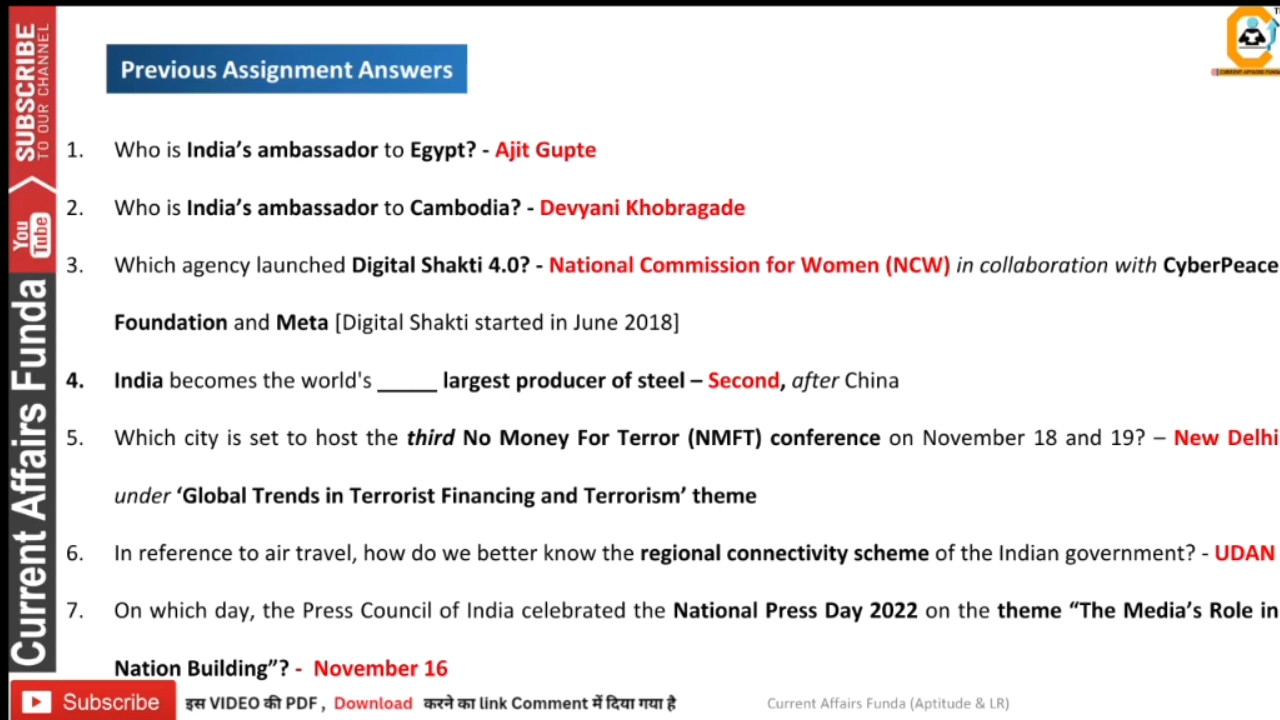 Previous Assignment Answers
1. Who is India's ambassador to Egypt? - Ajit Gupte
2. Who is India's ambassador to Cambodia? - Devyani Khobragade
3. Which agency launched Digital Shakti 4.0? - National Commission for Women (NCW) in collaboration with CyberPeace
Foundation and Meta [Digital Shakti started in June 2018]
4. India becomes the world's _____ largest producer of steel – Second, after China
5. Which city is set to host the third No Money For Terror (NMFT) conference on November 18 and 19? – New Delhi
under ‘Global Trends in Terrorist Financing and Terrorism’ theme
6. In reference to air travel, how do we better know the regional connectivity scheme of the Indian government? - UDAN
7. On which day, the Press Council of India celebrated the National Press Day 2022 on the theme “The Media’s Role in
Nation Building”? - November 16
SUBSCRIBE
TO OUR CHANNEL
You
Tube
Current Affairs Funda
CURRENT AFFAIRS FUNDA
Subscribe
इस VIDEO की PDF , Download करने का link Comment में दिया गया है
Current Affairs Funda (Aptitude & LR)